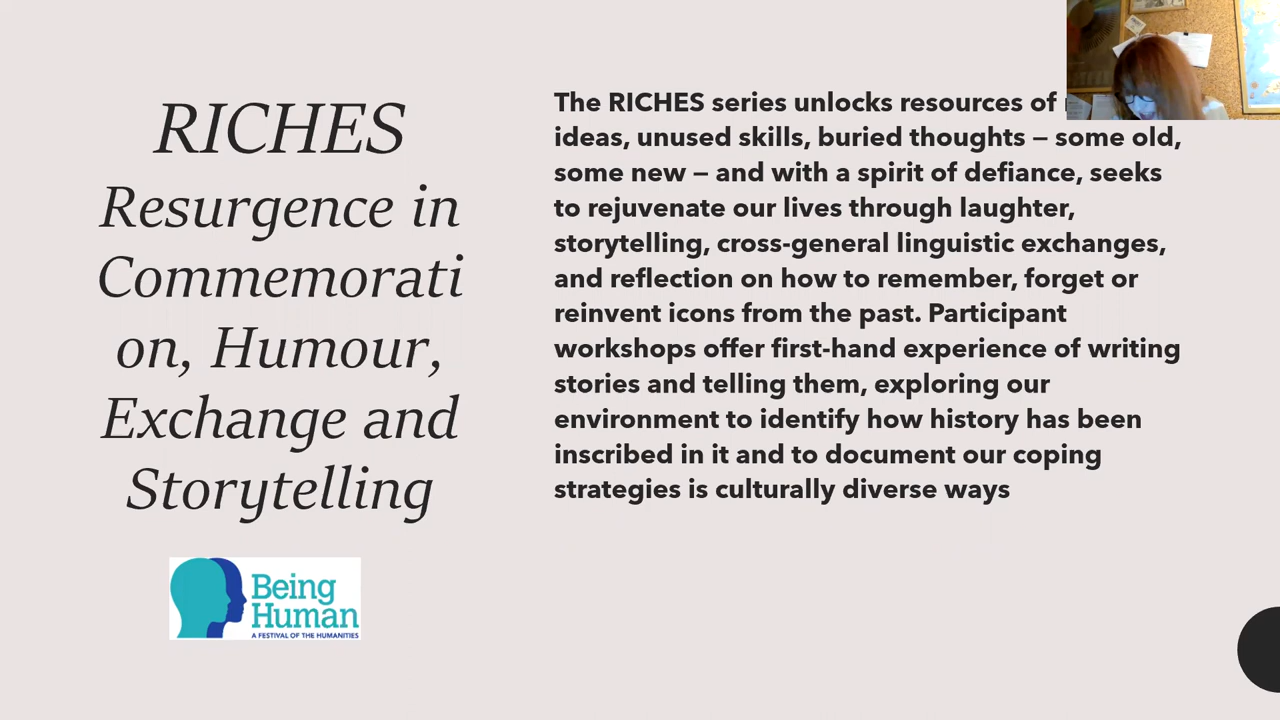 RICHES
Resurgence in
Commemorati
on, Humour,
Exchange and
Storytelling
The RICHES series unlocks resources of
ideas, unused skills, buried thoughts – some old,
some new – and with a spirit of defiance, seeks
to rejuvenate our lives through laughter,
storytelling, cross-general linguistic exchanges,
and reflection on how to remember, forget or
reinvent icons from the past. Participant
workshops offer first-hand experience of writing
stories and telling them, exploring our
environment to identify how history has been
inscribed in it and to document our coping
strategies is culturally diverse ways
Being
Human
A FESTIVAL OF THE HUMANITIES